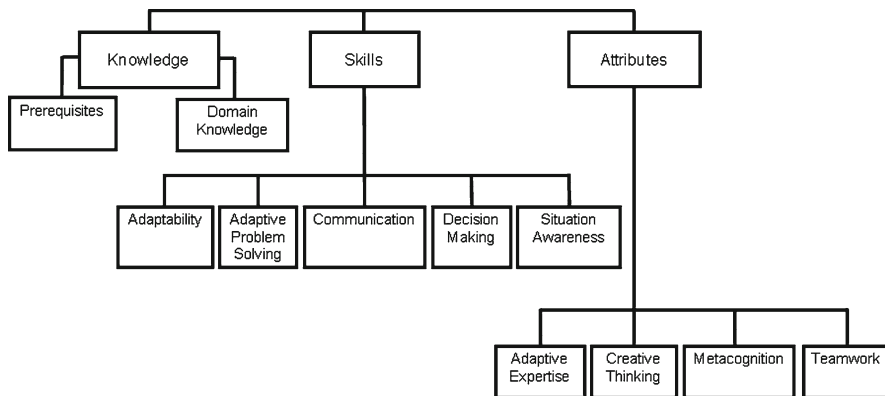 Knowledge
Skills
Attributes
Prerequisites
Domain
Knowledge
Adaptability
Adaptive
Problem
Solving
Communication
Decision
Making
Situation
Awareness
Adaptive
Expertise
Creative
Thinking
Metacognition
Teamwork